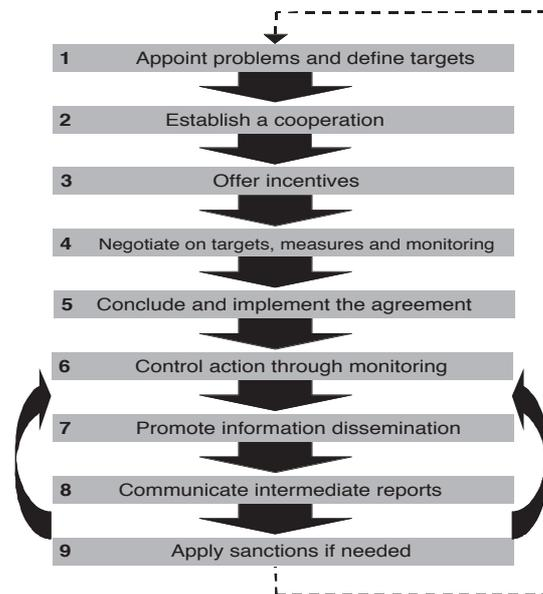 1 Appoint problems and define targets
2 Establish a cooperation
3 Offer incentives
4 Negotiate on targets, measures and monitoring
5 Conclude and implement the agreement
6 Control action through monitoring
7 Promote information dissemination
8 Communicate intermediate reports
9 Apply sanctions if needed